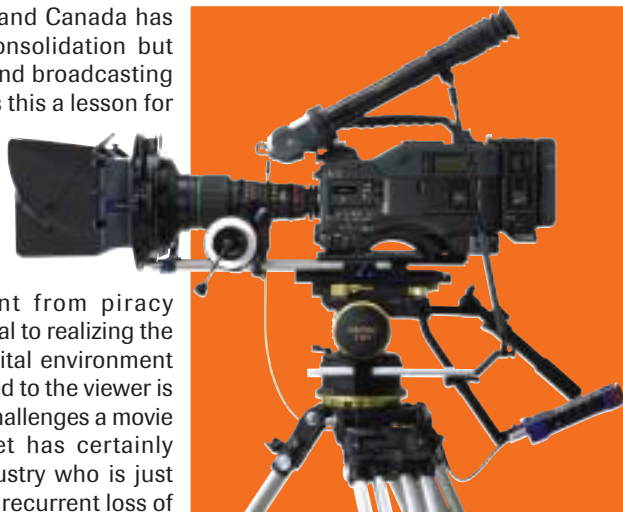 and Canada has
onsolidation but
nd broadcasting
s this a lesson for
nt from piracy
al to realizing the
ital environment
ed to the viewer is
hallenges a movie
et has certainly
ustry who is just
recurrent loss of